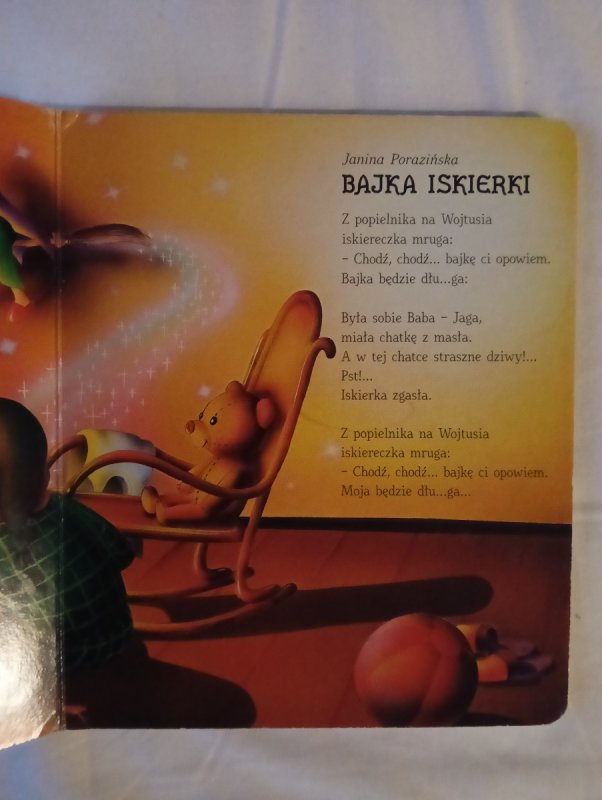 Janina Porazińska
BAJKA ISKIERKI
Z popielnika na Wojtusia
iskiereczka mruga:
– Chodź, chodź... bajkę ci opowiem.
Bajka będzie dłu...ga:
Była sobie Baba – Jaga,
miała chatkę z masła.
A w tej chatce straszne dziwy!...
Pst!...
Iskierka zgasła.
Z popielnika na Wojtusia
iskiereczka mruga:
– Chodź, chodź... bajkę ci opowiem.
Moja będzie dłu...ga...